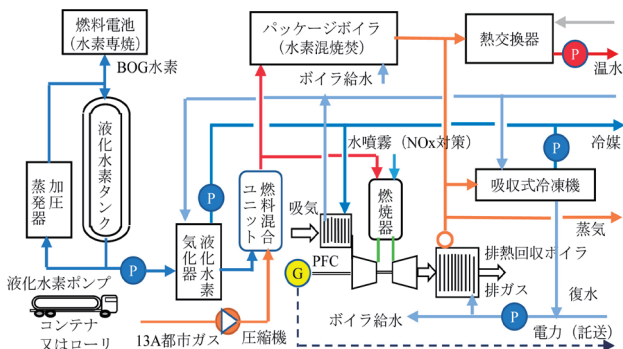 燃料電池
（水素専焼）
BOG水素
パッケージボイラ
（水素混焼焚）
熱交換器
P
温水
ボイラ給水
液化水素タンク
加圧
蒸発器
P
水噴霧（NOx対策）
P
冷媒
燃料混合
ユニット
燃焼器
吸収式冷凍機
吸気
蒸気
液化水素
気化器
P
液化水素ポンプ
G
PFC
排熱回収ボイラ
排ガス
復水
コンテナ
又はローリ
13A都市ガス
圧縮機
ボイラ給水
P
電力（託送）